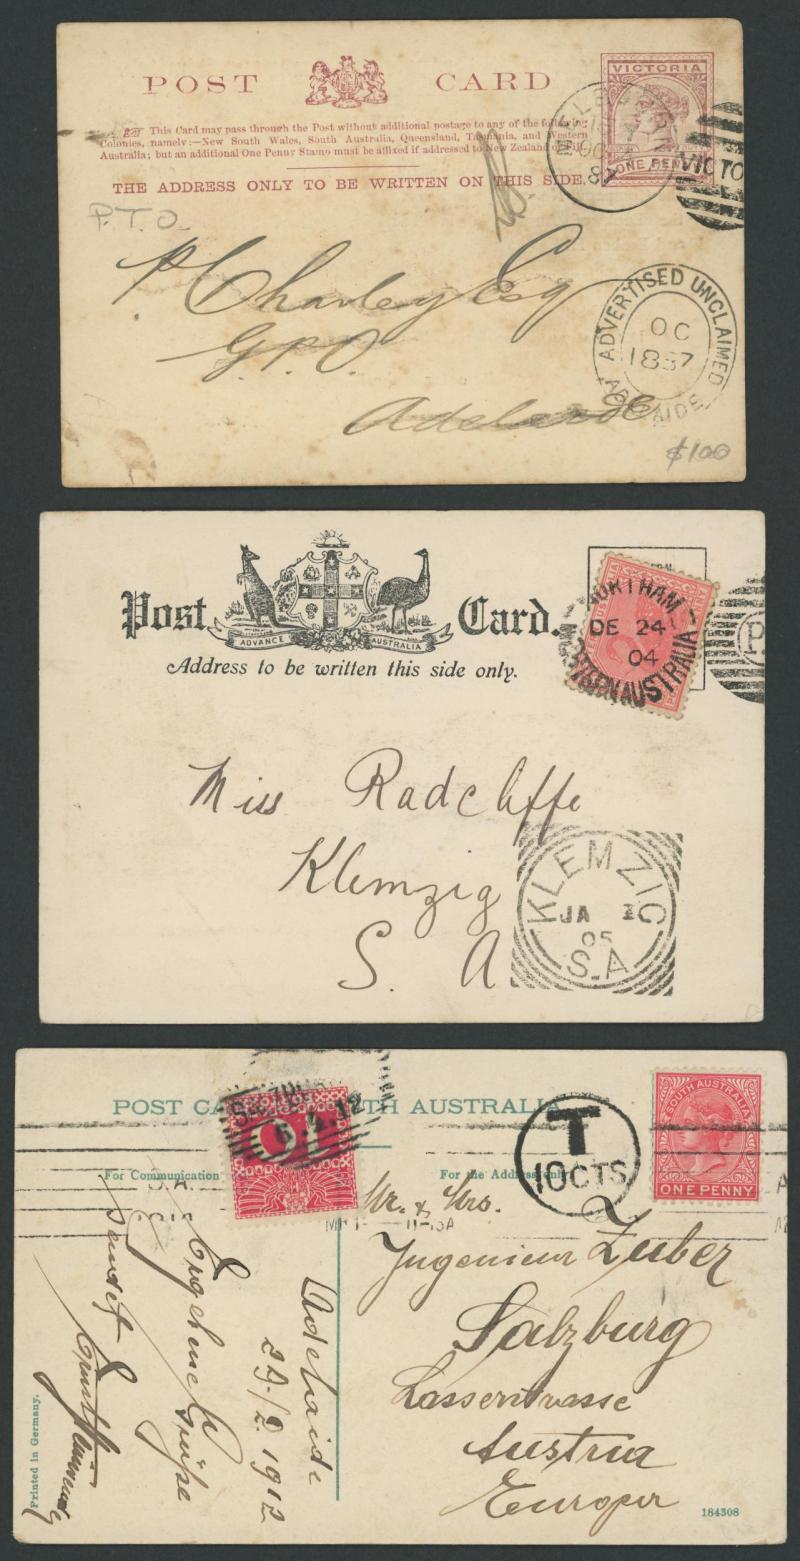 POST CARD
VICTORIA
This Card may pass through the Post without additional postage to any of the following
Colonies, namely:—New South Wales, South Australia, Queensland, Tasmania, and Western
Australia; but an additional One Penny Stamp must be affixed if addressed to New Zealand
ONE PENNY
VICTO
THE ADDRESS ONLY TO BE WRITTEN ON THIS SIDE.
P.T.O.
Charley Esq
G.P.O.
Adelaide
ADVERTISED UNCLAIMED
OC
1887
ADELAIDE
$100
Post Card.
ADVANCE AUSTRALIA
Address to be written this side only.
DE 24
04
WESTERN AUSTRALIA
Miss Radcliffe
Klemzig
S. A
KLEMZIG
JA
05
S.A
POST CA TH AUSTRALIA
SOUTH AUSTRALIA
ONE PENNY
10
T
10 CTS
For Communication
For the Address only
Mr. & Mrs.
Ingenieur Zuber
Salzburg
Lasserstrasse
Austria
Europa
Adelaide
29/2. 1912
Printed in Germany.
184308